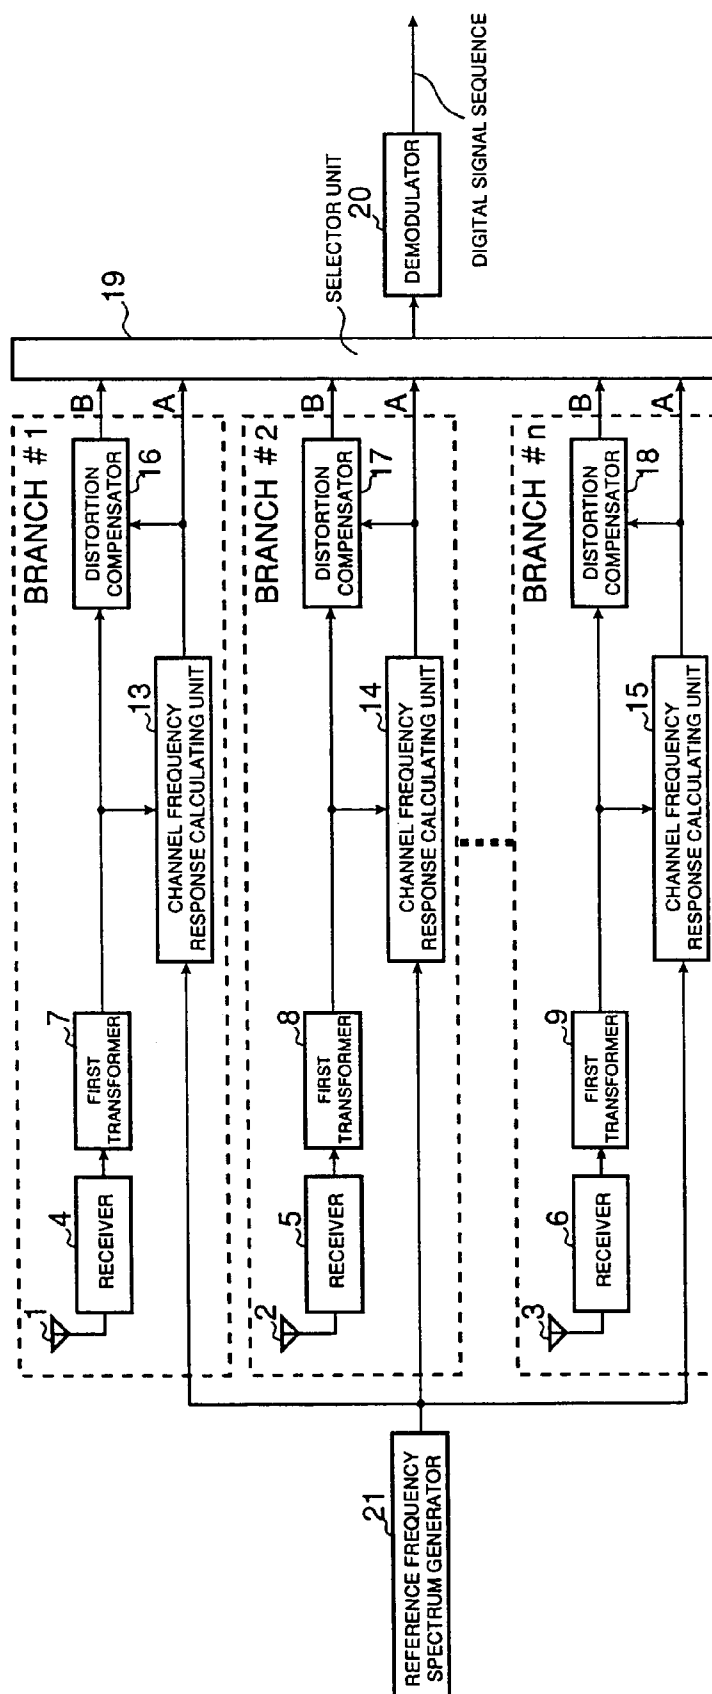 BRANCH #1
1
4
RECEIVER
7
FIRST
TRANSFORMER
13
CHANNEL FREQUENCY
RESPONSE CALCULATING UNIT
DISTORTION
COMPENSATOR
16
B
A
BRANCH #2
2
5
RECEIVER
8
FIRST
TRANSFORMER
14
CHANNEL FREQUENCY
RESPONSE CALCULATING UNIT
DISTORTION
COMPENSATOR
17
B
A
BRANCH #n
3
6
RECEIVER
9
FIRST
TRANSFORMER
15
CHANNEL FREQUENCY
RESPONSE CALCULATING UNIT
DISTORTION
COMPENSATOR
18
B
A
21
REFERENCE FREQUENCY
SPECTRUM GENERATOR
19
SELECTOR UNIT
20
DEMODULATOR
DIGITAL SIGNAL SEQUENCE